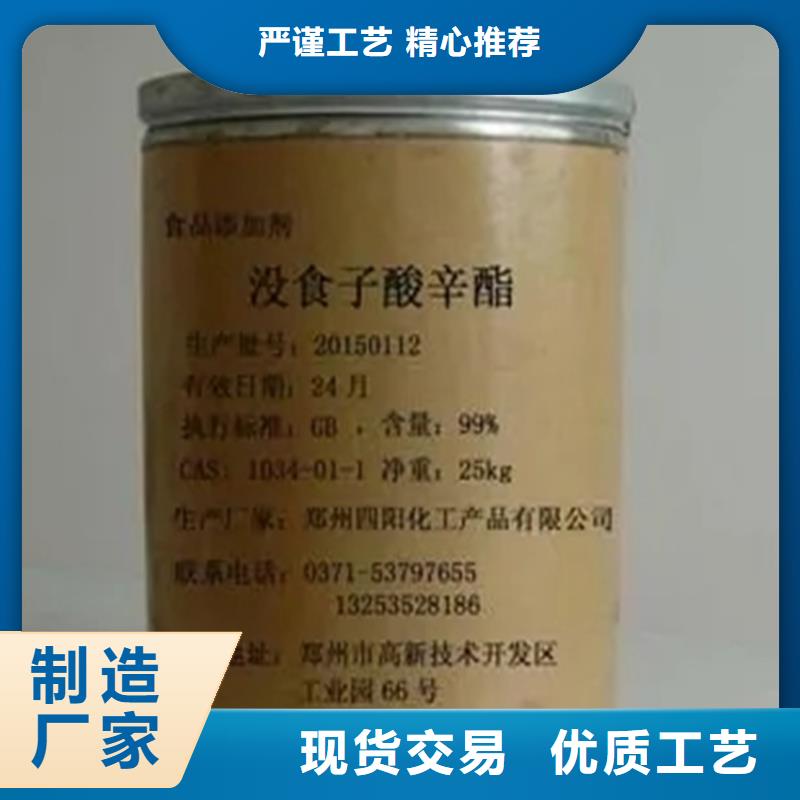 严谨工艺 精心推荐
食品添加剂
没食子酸辛酯
生产批号：20150112
有效日期：24月
执行标准：GB ，含量：99%
CAS：1034-01-1 净重：25kg
生产厂家：郑州四阳化工产品有限公司
联系电话：0371-53797655
13253528186
地址：郑州市高新技术开发区
工业园66号
制造
厂家
现货交易 优质工艺